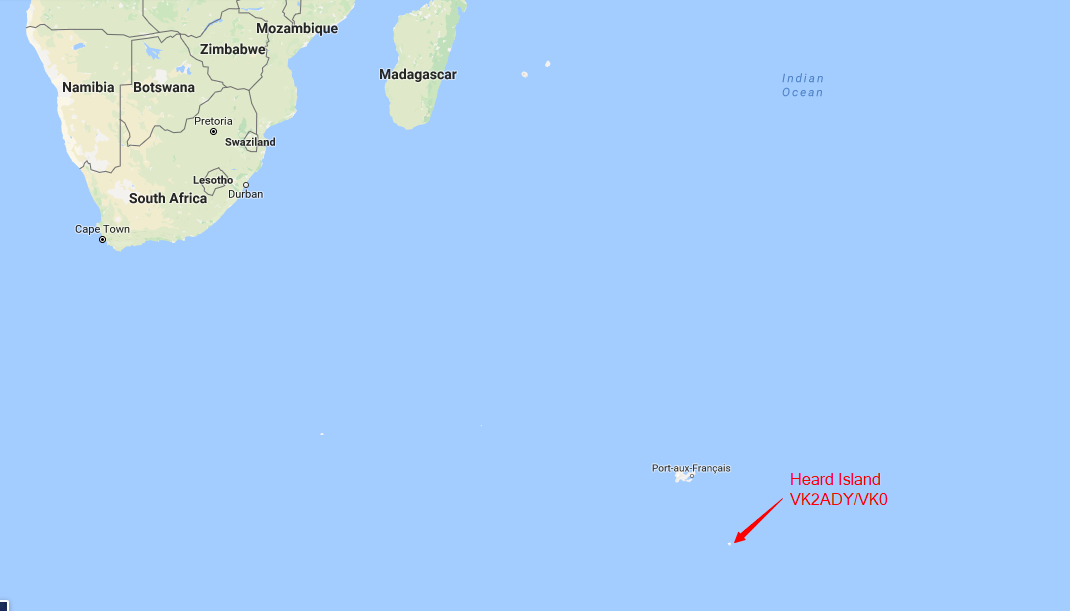 Mozambique
Zimbabwe
Madagascar
Indian
Ocean
Namibia
Botswana
Pretoria
Swaziland
Lesotho
Durban
South Africa
Cape Town
Port-aux-Français
Heard Island
VK2ADY/VK0